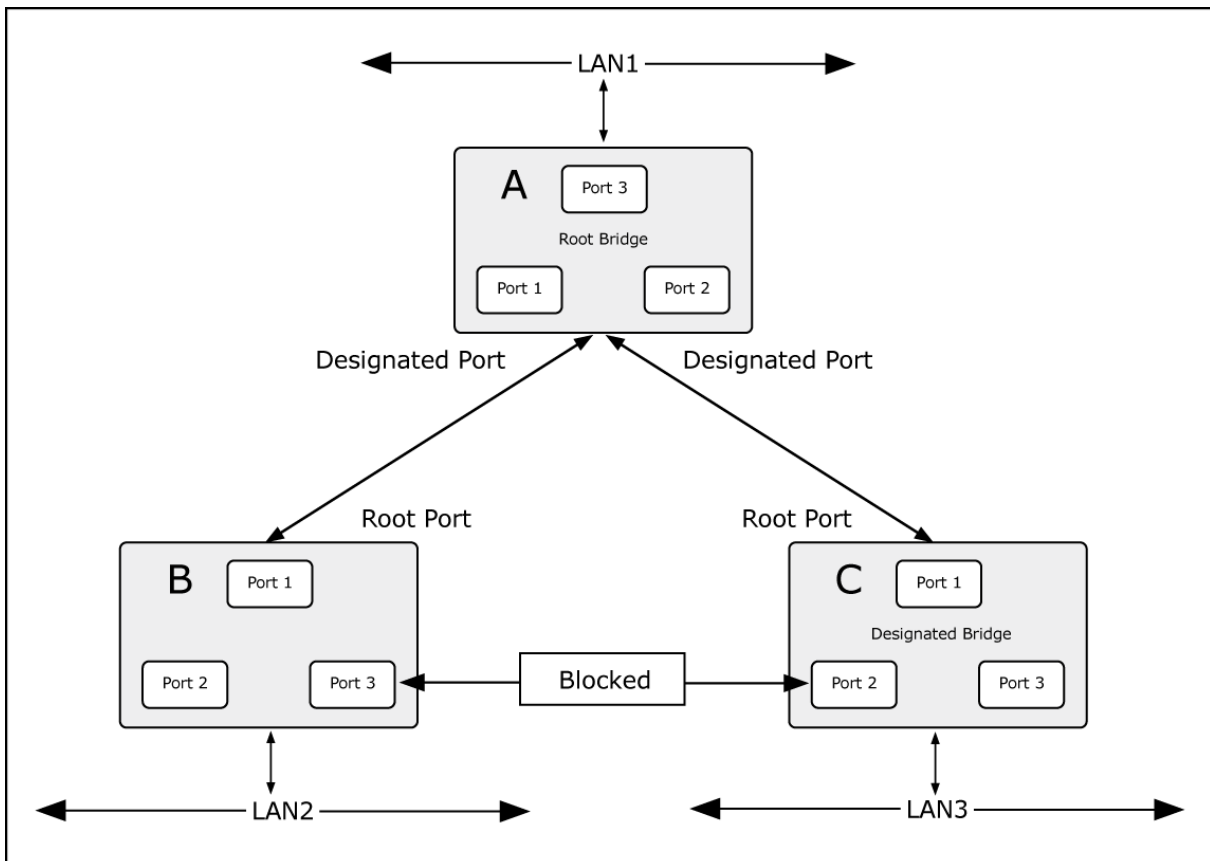 LAN1
A
Port 3
Root Bridge
Port 1
Port 2
Designated Port
Designated Port
Root Port
Root Port
B
Port 1
C
Port 1
Designated Bridge
Port 2
Port 3
Blocked
Port 2
Port 3
LAN2
LAN3